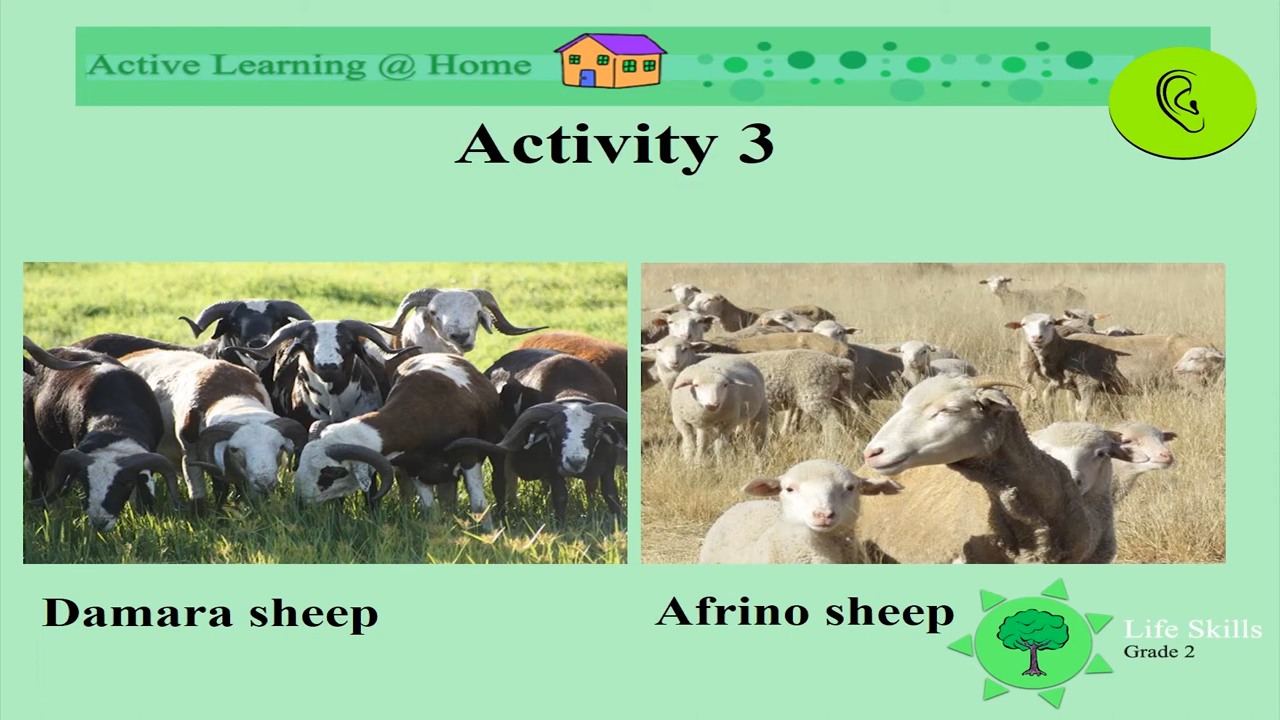 Active Learning @ Home
Activity 3
Damara sheep
Afrino sheep
Life Skills
Grade 2